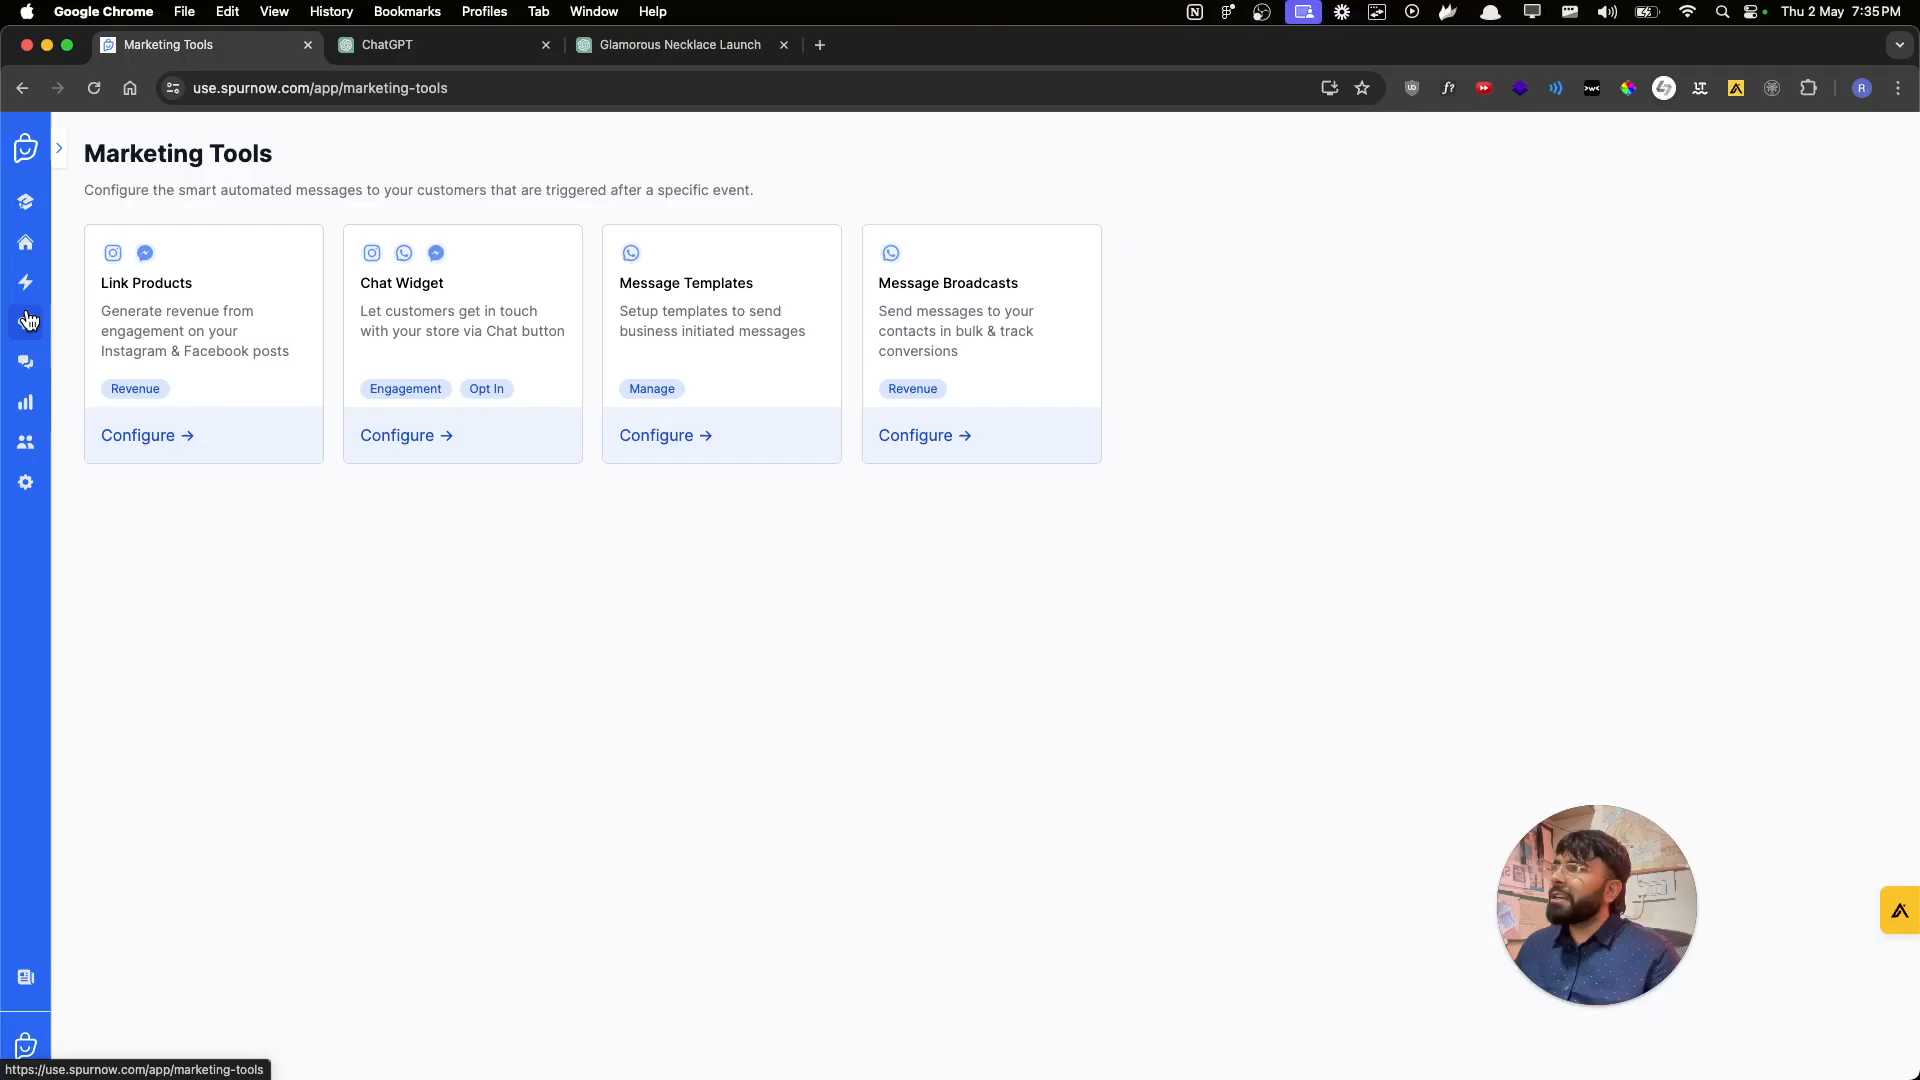 Google Chrome File Edit View History Bookmarks Profiles Tab Window Help Thu 2 May 7:35 PM
Marketing Tools ChatGPT Glamorous Necklace Launch
use.spurnow.com/app/marketing-tools
Marketing Tools
Configure the smart automated messages to your customers that are triggered after a specific event.
Link Products
Generate revenue from
engagement on your
Instagram & Facebook posts
Revenue
Configure →
Chat Widget
Let customers get in touch
with your store via Chat button
Engagement Opt In
Configure →
Message Templates
Setup templates to send
business initiated messages
Manage
Configure →
Message Broadcasts
Send messages to your
contacts in bulk & track
conversions
Revenue
Configure →
https://use.spurnow.com/app/marketing-tools